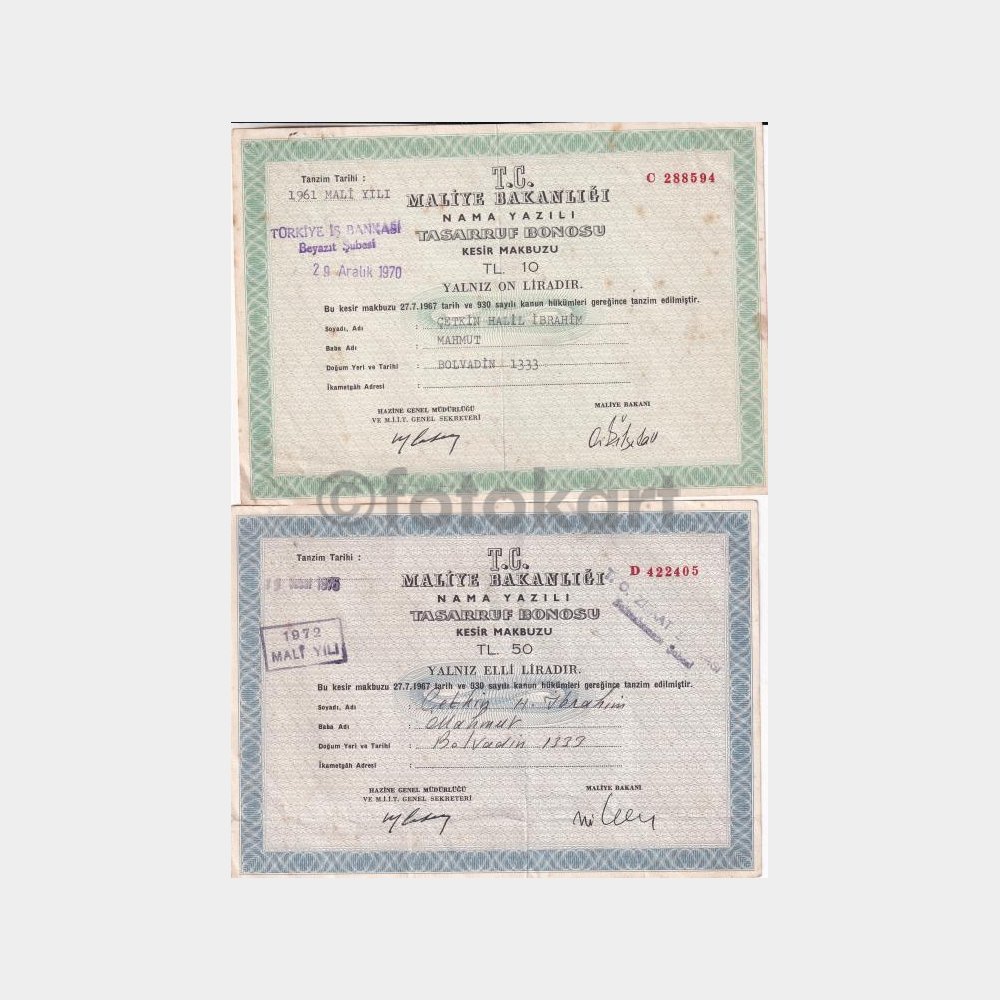 Tanzim Tarihi :
1961 MALİ YILI
T.C.
C 288594
MALİYE BAKANLIĞI
NAMA YAZILI
TASARRUF BONOSU
KESİR MAKBUZU
TÜRKİYE İŞ BANKASI
Beyazıt Şubesi
29 Aralık 1970
TL. 10
YALNIZ ON LİRADIR.
Bu kesir makbuzu 27.7.1967 tarih ve 930 sayılı kanun hükümleri gereğince tanzim edilmiştir.
Soyadı, Adı : ÇETKİN HALİL İBRAHİM
Baba Adı : MAHMUT
Doğum Yeri ve Tarihi : BOLVADİN 1333
İkametgâh Adresi :
HAZİNE GENEL MÜDÜRLÜĞÜ
VE M.İ.İ.T. GENEL SEKRETERİ
MALİYE BAKANI
©fotokart
Tanzim Tarihi :
T.C.
D 422405
MALİYE BAKANLIĞI
NAMA YAZILI
TASARRUF BONOSU
KESİR MAKBUZU
1972
MALİ YILI
TL. 50
YALNIZ ELLİ LİRADIR.
Bu kesir makbuzu 27.7.1967 tarih ve 930 sayılı kanun hükümleri gereğince tanzim edilmiştir.
Soyadı, Adı : Çetkin H. İbrahim
Baba Adı : Mahmut
Doğum Yeri ve Tarihi : Bolvadin 1333
İkametgâh Adresi :
HAZİNE GENEL MÜDÜRLÜĞÜ
VE M.İ.İ.T. GENEL SEKRETERİ
MALİYE BAKANI